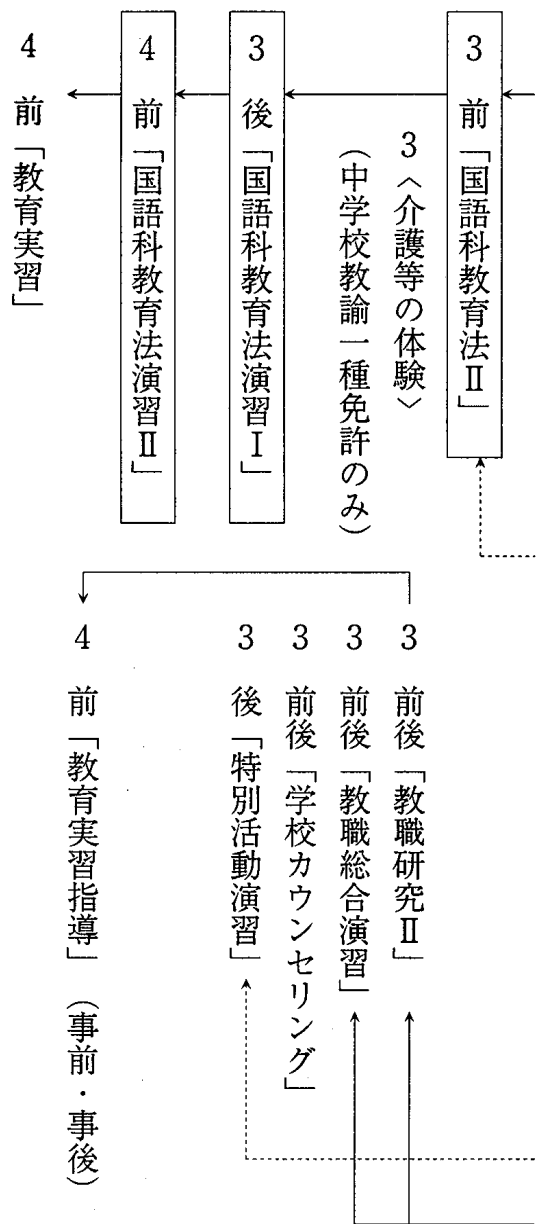 3 前「国語科教育法Ⅱ」
3〈介護等の体験〉
(中学校教諭一種免許のみ)
3 後「国語科教育法演習Ⅰ」
4 前「国語科教育法演習Ⅱ」
4 前「教育実習」
3 前後「教職研究Ⅱ」
3 前後「教職総合演習」
3 前後「学校カウンセリング」
3 後「特別活動演習」
4 前「教育実習指導」(事前・事後)